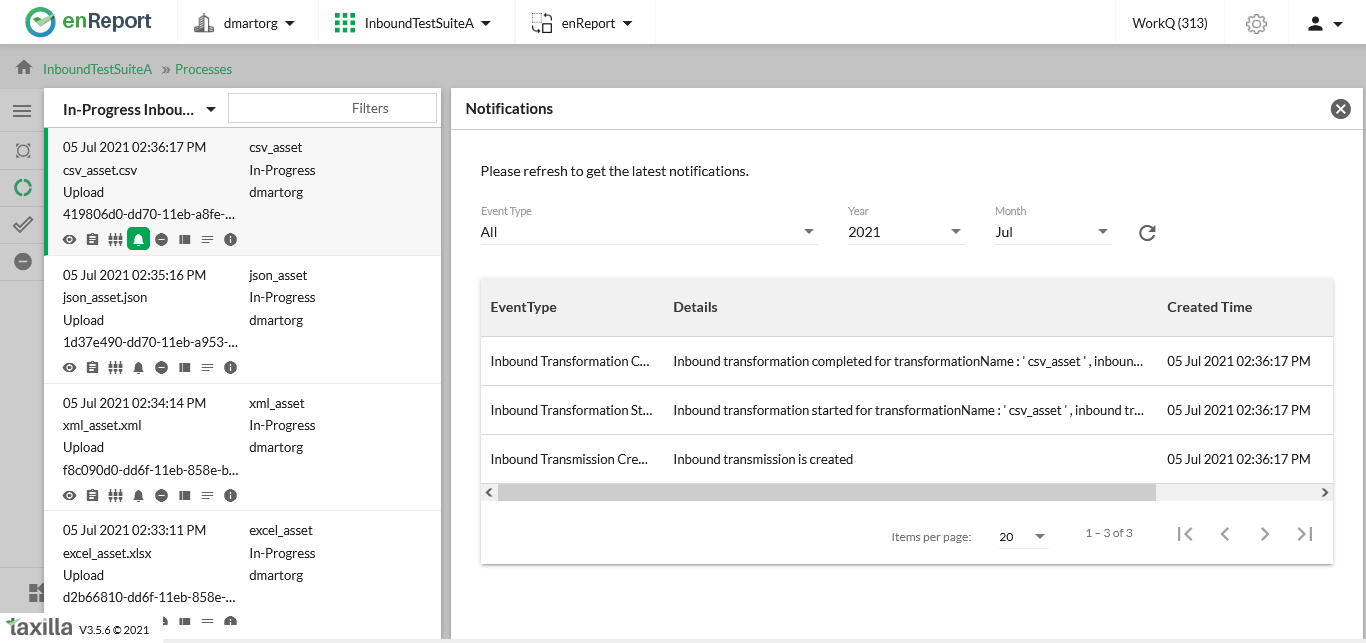 enReport dmartorg InboundTestSuiteA enReport WorkQ (313)
InboundTestSuiteA » Processes
In-Progress Inbou... Filters
05 Jul 2021 02:36:17 PM csv_asset
csv_asset.csv In-Progress
Upload dmartorg
419806d0-dd70-11eb-a8fe-...
05 Jul 2021 02:35:16 PM json_asset
json_asset.json In-Progress
Upload dmartorg
1d37e490-dd70-11eb-a953-...
05 Jul 2021 02:34:14 PM xml_asset
xml_asset.xml In-Progress
Upload dmartorg
f8c090d0-dd6f-11eb-858e-b...
05 Jul 2021 02:33:11 PM excel_asset
excel_asset.xlsx In-Progress
Upload dmartorg
d2b66810-dd6f-11eb-858e-...
taxilla V3.5.6 © 2021
Notifications
Please refresh to get the latest notifications.
Event Type Year Month
All 2021 Jul
EventType Details Created Time
Inbound Transformation C... Inbound transformation completed for transformationName : ' csv_asset ' , inboun... 05 Jul 2021 02:36:17 PM
Inbound Transformation St... Inbound transformation started for transformationName : ' csv_asset ' , inbound tr... 05 Jul 2021 02:36:17 PM
Inbound Transmission Cre... Inbound transmission is created 05 Jul 2021 02:36:17 PM
Items per page: 20 1 – 3 of 3